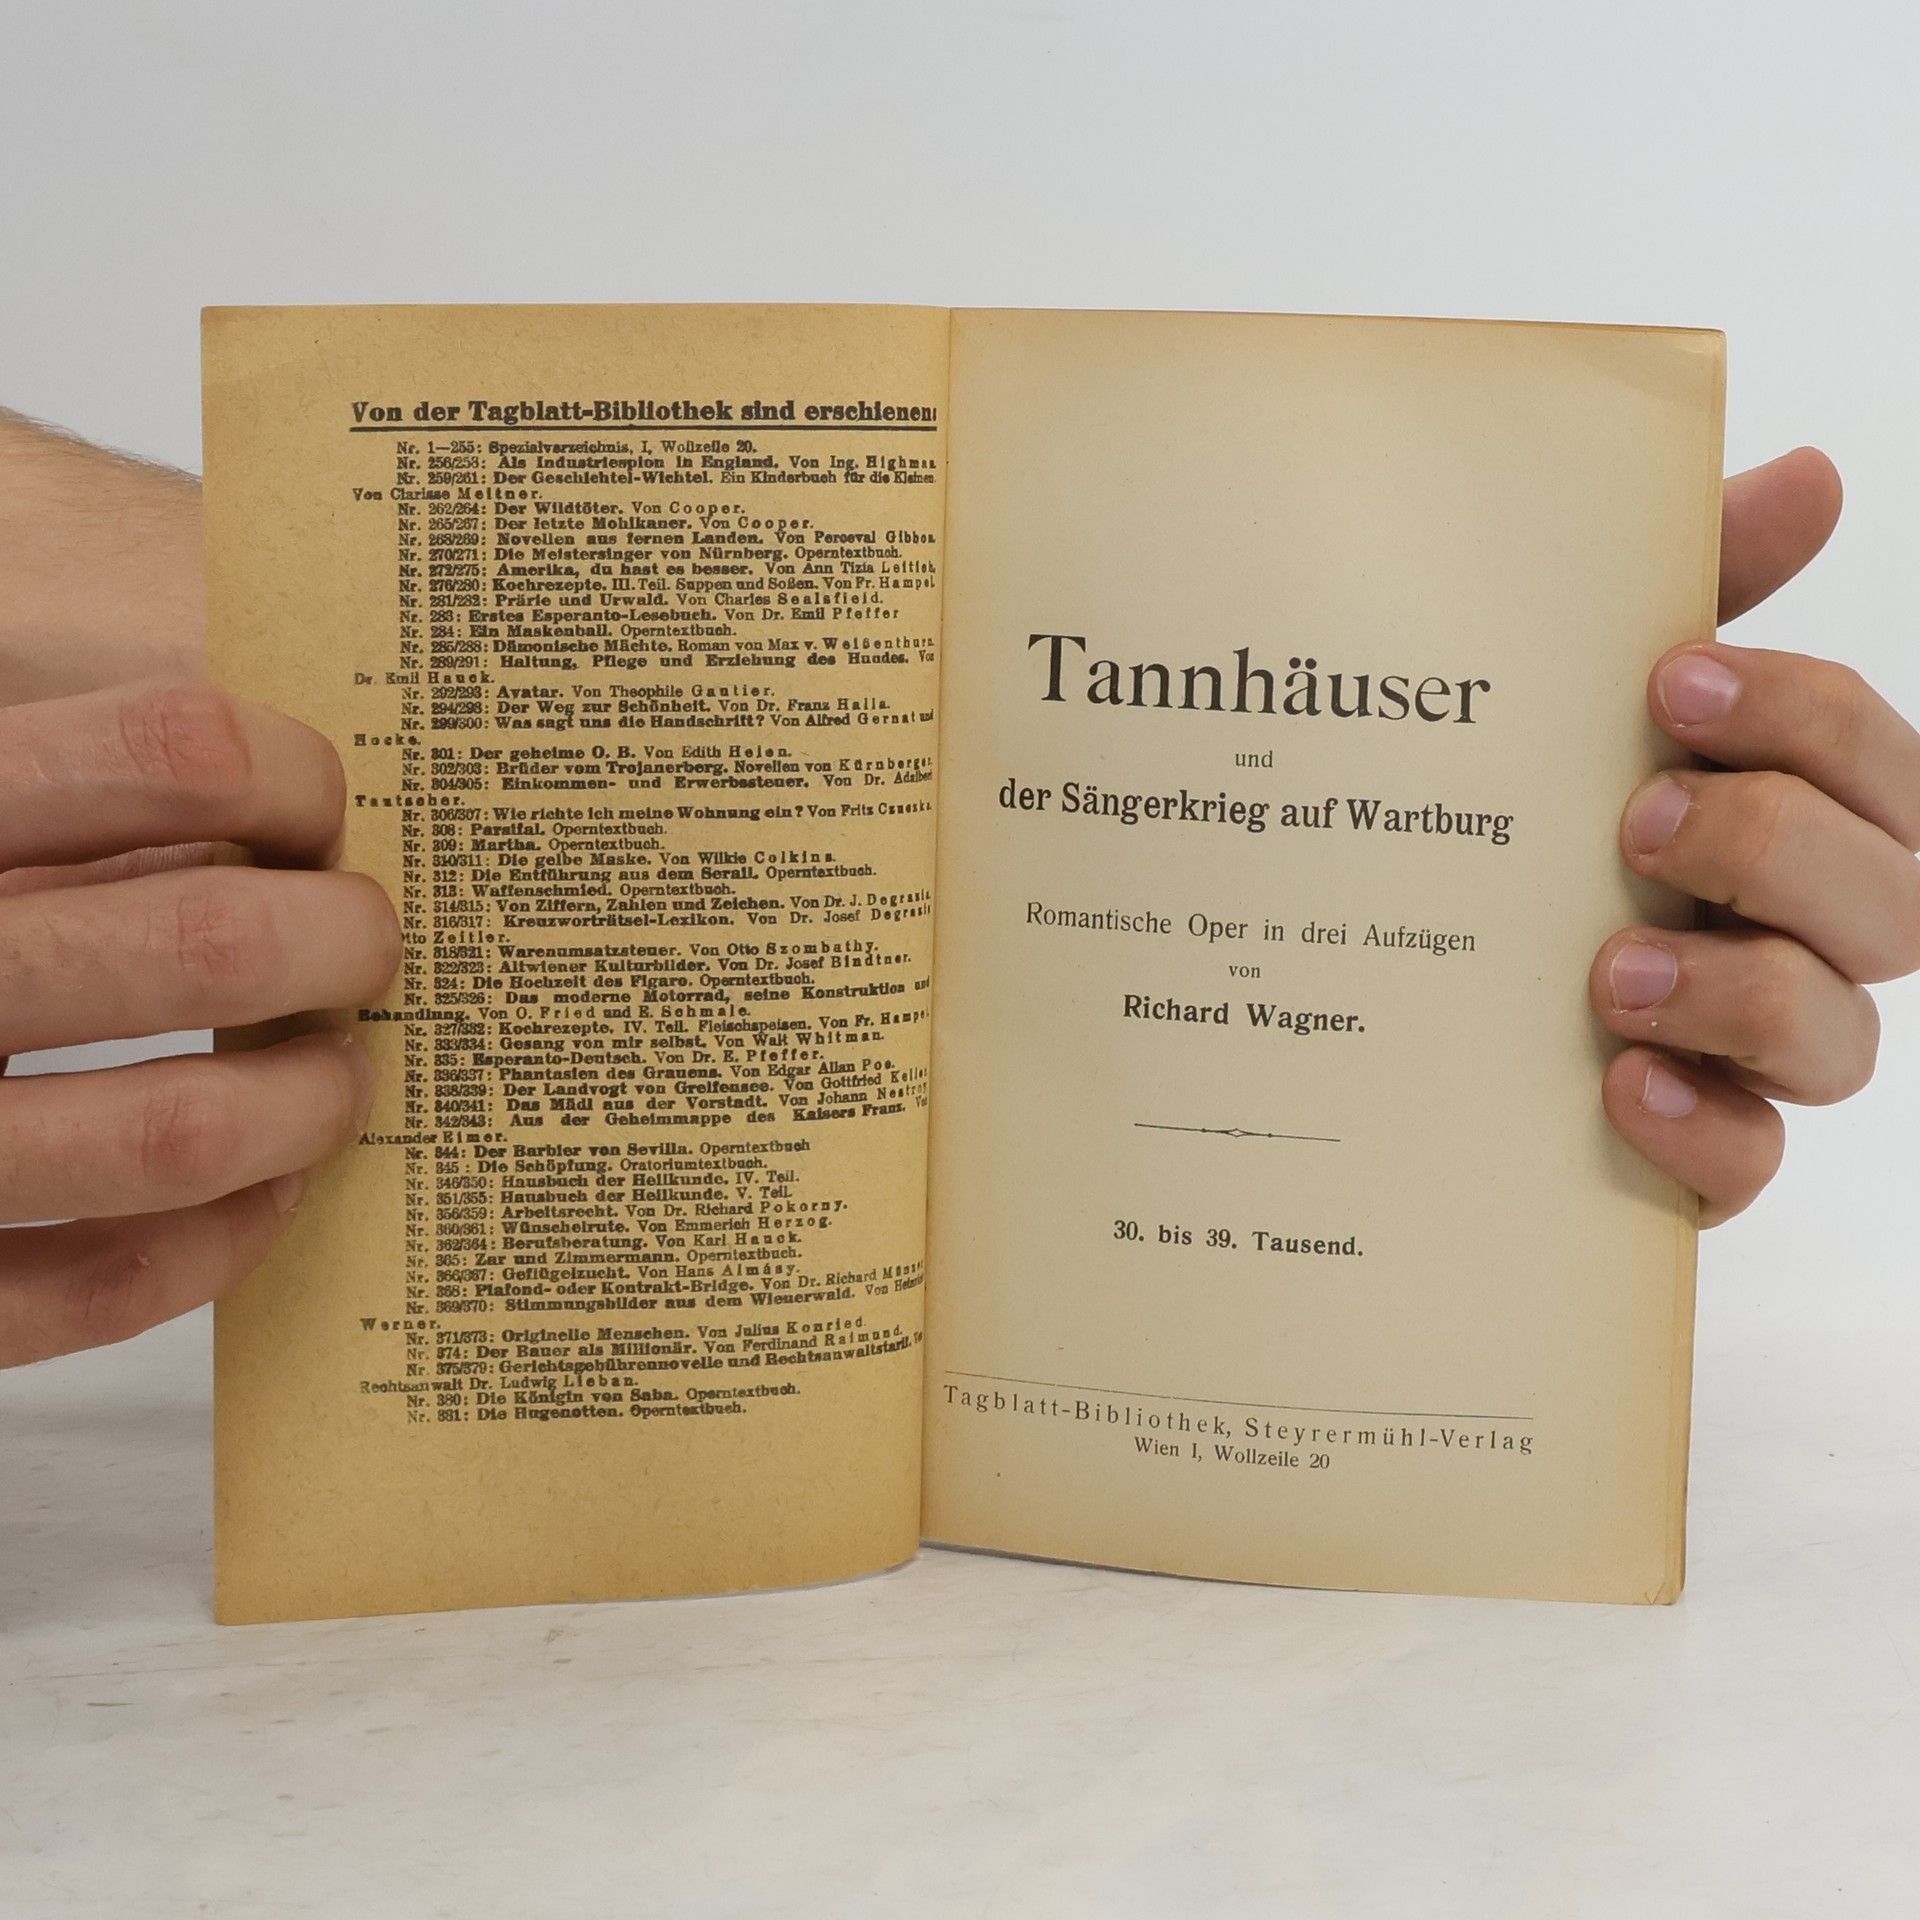 Von der Tagblatt-Bibliothek sind erschienen:
Nr. 1—255: Spezialverzeichnis, I, Wollzeile 20.
Nr. 256/258: Als Industriespion in England. Von Ing. Highman
Nr. 259/261: Der Geschichtel-Wichtel. Ein Kinderbuch für die Kleinen.
Von Clarisse Meitner.
Nr. 262/264: Der Wildtöter. Von Cooper.
Nr. 265/267: Der letzte Mohikaner. Von Cooper.
Nr. 268/269: Novellen aus fernen Landen. Von Perceval Gibbon.
Nr. 270/271: Die Meistersinger von Nürnberg. Operntextbuch.
Nr. 272/275: Amerika, du hast es besser. Von Ann Tizia Leitich.
Nr. 276/280: Kochrezepte. III. Teil. Suppen und Soßen. Von Fr. Hampel.
Nr. 281/282: Prärie und Urwald. Von Charles Sealsfield.
Nr. 283: Erstes Esperanto-Lesebuch. Von Dr. Emil Pfeffer
Nr. 284: Ein Maskenball. Operntextbuch.
Nr. 285/288: Dämonische Mächte. Roman von Max v. Weißenthurn.
Nr. 289/291: Haltung, Pflege und Erziehung des Hundes. Von
Dr. Emil Hauck.
Nr. 292/293: Avatar. Von Theophile Gautier.
Nr. 294/298: Der Weg zur Schönheit. Von Dr. Franz Halla.
Nr. 299/300: Was sagt uns die Handschrift? Von Alfred Gernat und
Hocke.
Nr. 301: Der geheime O. B. Von Edith Helen.
Nr. 302/303: Brüder vom Trojanerberg. Novellen von Kürnberger.
Nr. 304/305: Einkommen- und Erwerbsteuer. Von Dr. Adalbert
Tautscher.
Nr. 306/307: Wie richte ich meine Wohnung ein? Von Fritz Czuczka.
Nr. 308: Parsifal. Operntextbuch.
Nr. 309: Martha. Operntextbuch.
Nr. 310/311: Die gelbe Maske. Von Wilkie Colkins.
Nr. 312: Die Entführung aus dem Serail. Operntextbuch.
Nr. 313: Waffenschmied. Operntextbuch.
Nr. 314/315: Von Ziffern, Zahlen und Zeichen. Von Dr. J. Degrasis.
Nr. 316/317: Kreuzworträtsel-Lexikon. Von Dr. Josef Degrasis
Zeitler.
Nr. 318/321: Warenumsatzsteuer. Von Otto Szombathy.
Nr. 322/323: Altwiener Kulturbilder. Von Dr. Josef Bindtner.
Nr. 324: Die Hochzeit des Figaro. Operntextbuch.
Nr. 325/326: Das moderne Motorrad, seine Konstruktion und
Behandlung. Von O. Fried und E. Schmale.
Nr. 327/332: Kochrezepte. IV. Teil. Fleischspeisen. Von Fr. Hampel.
Nr. 333/334: Gesang von mir selbst. Von Walt Whitman.
Nr. 335: Esperanto-Deutsch. Von Dr. E. Pfeffer.
Nr. 336/337: Phantasien des Grauens. Von Edgar Allan Poe.
Nr. 338/339: Der Landvogt von Greifensee. Von Gottfried Keller.
Nr. 340/341: Das Mädl aus der Vorstadt. Von Johann Nestroy.
Nr. 342/343: Aus der Geheimmappe des Kaisers Franz. Von
Alexander Elmer.
Nr. 344: Der Barbier von Sevilla. Operntextbuch
Nr. 345 : Die Schöpfung. Oratoriumtextbuch.
Nr. 346/350: Hausbuch der Heilkunde. IV. Teil.
Nr. 351/355: Hausbuch der Heilkunde. V. Teil.
Nr. 356/359: Arbeitsrecht. Von Dr. Richard Pokorny.
Nr. 360/361: Wünschelrute. Von Emmerich Herzog.
Nr. 362/364: Berufsberatung. Von Karl Hauck.
Nr. 365: Zar und Zimmermann. Operntextbuch.
Nr. 366/367: Geflügelzucht. Von Hans Almásy.
Nr. 368: Plafond- oder Kontrakt-Bridge. Von Dr. Richard
Nr. 369/370: Stimmungsbilder aus dem Wienerwald. Von Heinrich
Werner.
Nr. 371/373: Originelle Menschen. Von Julius Konried.
Nr. 374: Der Bauer als Millionär. Von Ferdinand Raimund.
Nr. 375/379: Gerichtsgebührennovelle und Rechtsanwaltstarif. Von
Rechtsanwalt Dr. Ludwig Lieban.
Nr. 380: Die Königin von Saba. Operntextbuch.
Nr. 381: Die Hugenotten. Operntextbuch.
Tannhäuser
und
der Sängerkrieg auf Wartburg
Romantische Oper in drei Aufzügen
von
Richard Wagner.
30. bis 39. Tausend.
Tagblatt-Bibliothek, Steyrermühl-Verlag
Wien I, Wollzeile 20